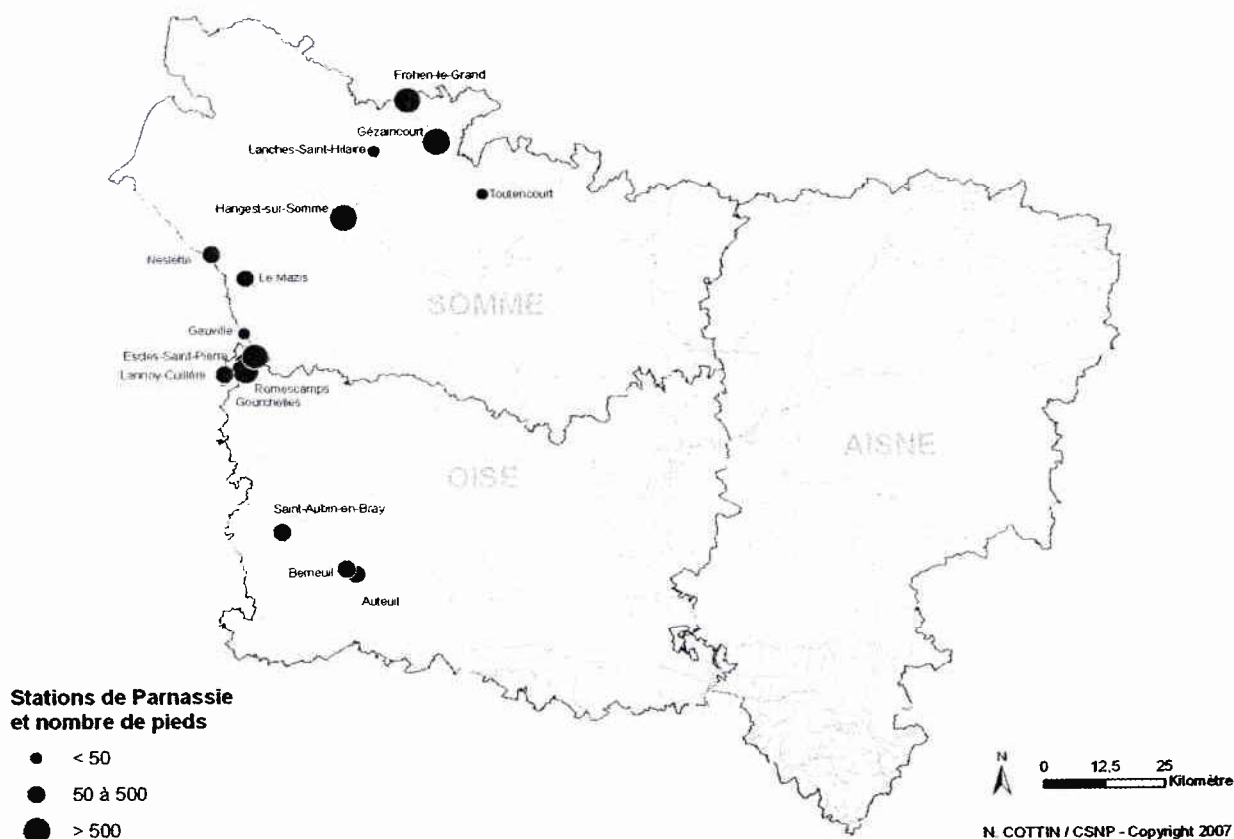 Frohen-le-Grand
Gézaincourt
Lanches-Saint-Hilaire
Toutencourt
Hangest-sur-Somme
Neslette
Le Mazis
SOMME
Gauville
Escles-Saint-Pierre
Lannoy-Cuillère
Romescamps
Gourchelles
AISNE
OISE
Saint-Aubin-en-Bray
Berneuil
Auteuil
Stations de Parnassie
et nombre de pieds
< 50
50 à 500
> 500
N
0 12,5 25
Kilomètre
N. COTTIN / CSNP - Copyright 2007